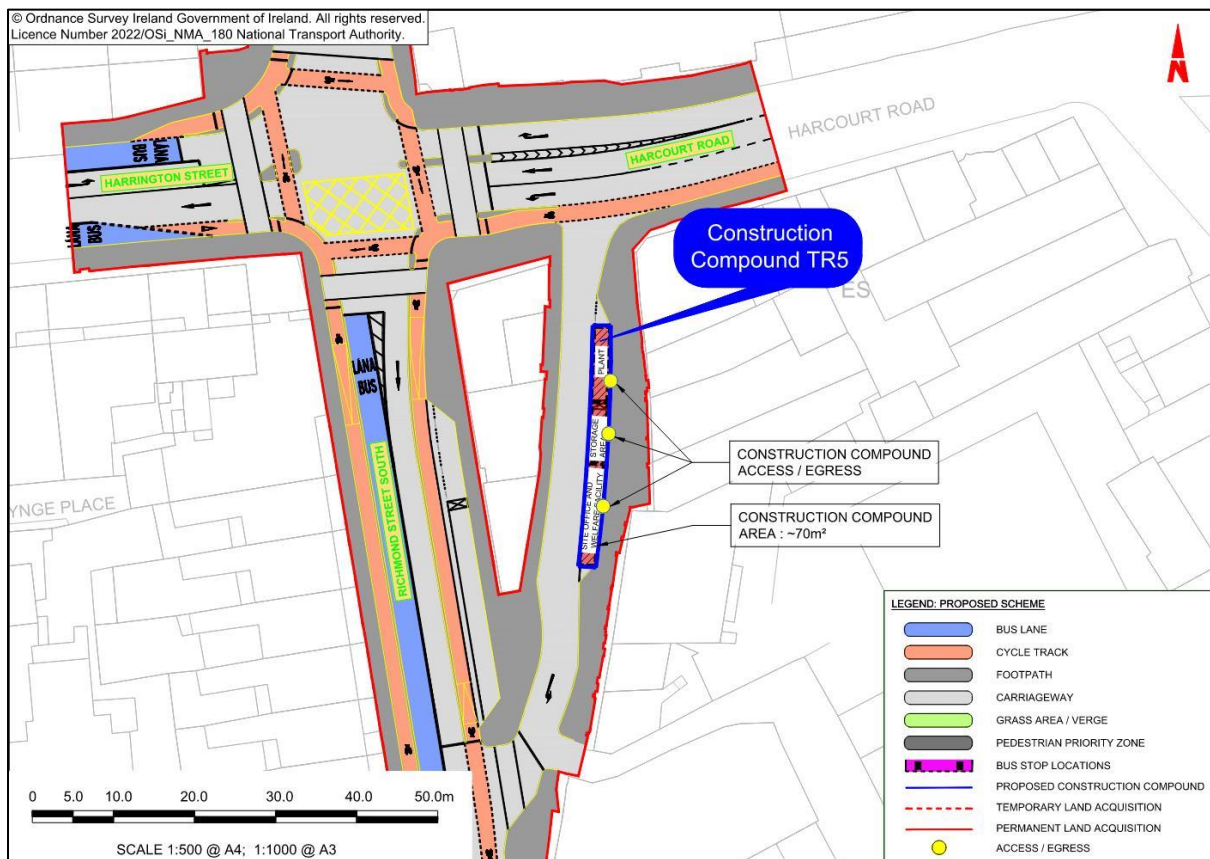 © Ordnance Survey Ireland Government of Ireland. All rights reserved.
Licence Number 2022/OSi_NMA_180 National Transport Authority.
N
HARCOURT ROAD
LÁNA
BUS
HARRINGTON STREET
HARCOURT ROAD
LÁNA
BUS
Construction
Compound TR5
ES
LÁNA
BUS
PLANT
STORAGE
AREA
SITE OFFICE AND
WELFARE FACILITY
CONSTRUCTION COMPOUND
ACCESS / EGRESS
CONSTRUCTION COMPOUND
AREA : ~70m²
YNGE PLACE
RICHMOND STREET SOUTH
LEGEND: PROPOSED SCHEME
BUS LANE
CYCLE TRACK
FOOTPATH
CARRIAGEWAY
GRASS AREA / VERGE
PEDESTRIAN PRIORITY ZONE
BUS STOP LOCATIONS
PROPOSED CONSTRUCTION COMPOUND
TEMPORARY LAND ACQUISITION
PERMANENT LAND ACQUISITION
ACCESS / EGRESS
0 5.0 10.0 20.0 30.0 40.0 50.0m
SCALE 1:500 @ A4; 1:1000 @ A3